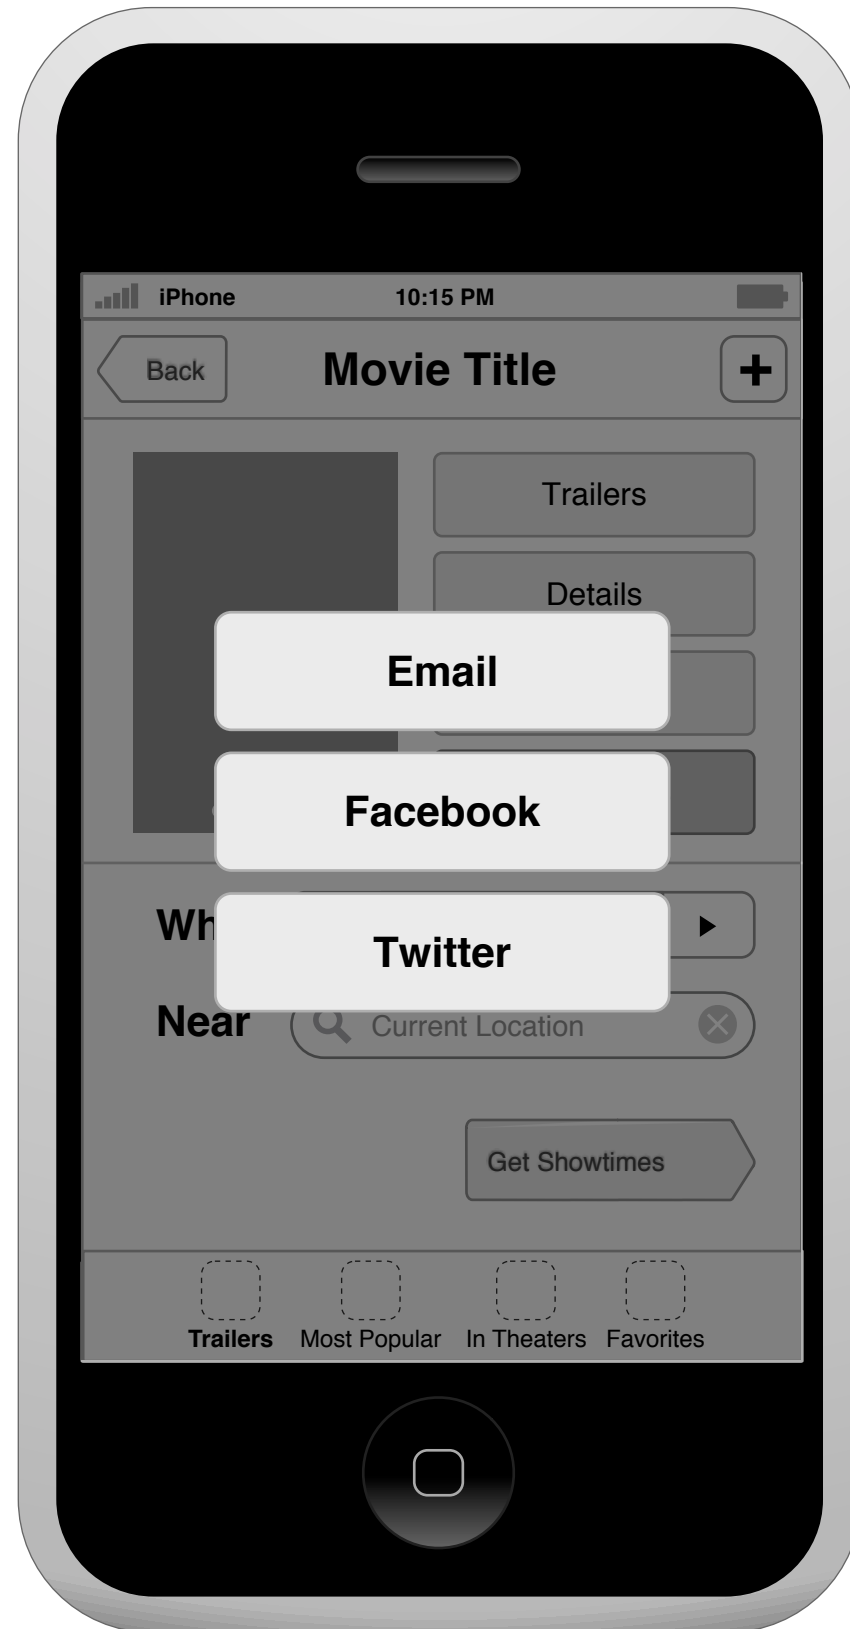 iPhone 10:15 PM
Back Movie Title +
Trailers
Details
Email
Facebook
Wh
Twitter
Near Current Location
Get Showtimes
Trailers Most Popular In Theaters Favorites